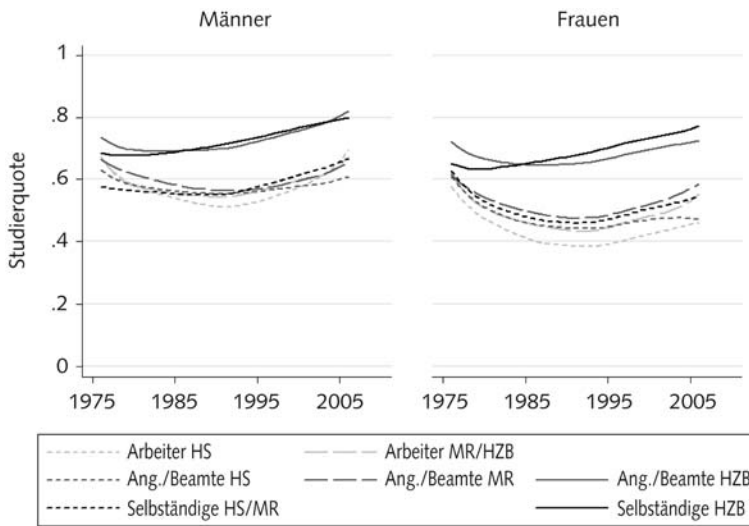 Männer Frauen
1
.8
.6
.4
.2
0
Studierquote
1975 1985 1995 2005 1975 1985 1995 2005
Arbeiter HS Arbeiter MR/HZB
Ang./Beamte HS Ang./Beamte MR Ang./Beamte HZB
Selbständige HS/MR Selbständige HZB